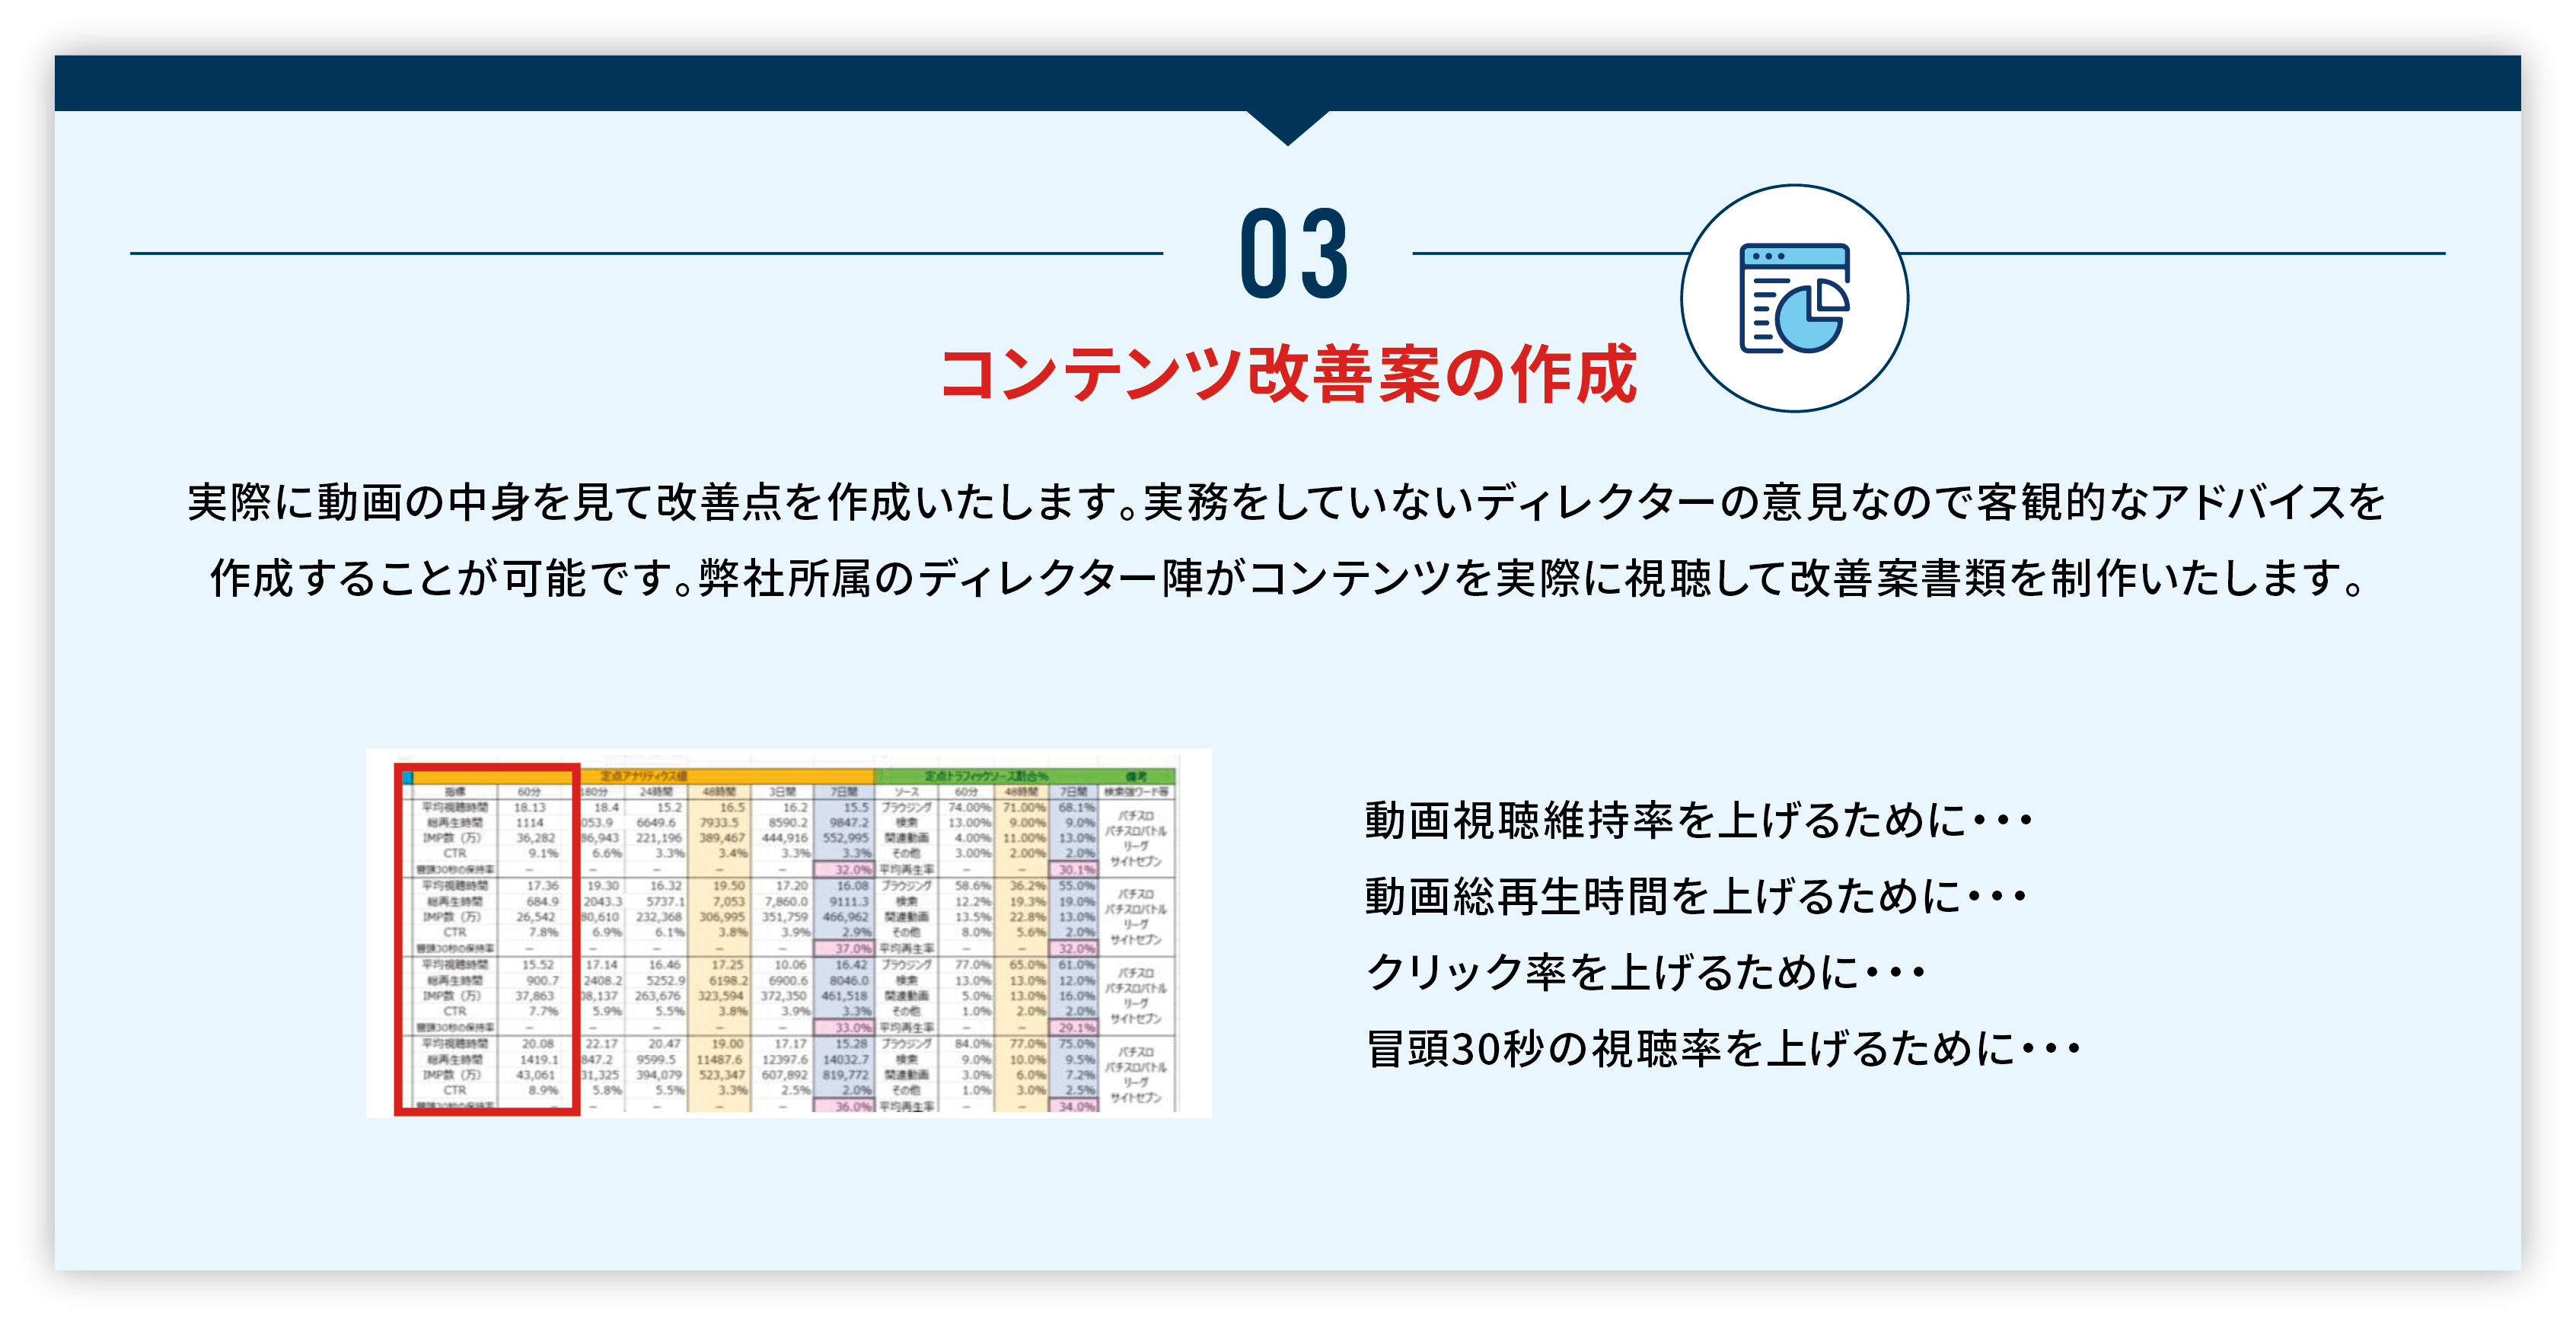 03
コンテンツ改善案の作成
実際に動画の中身を見て改善点を作成いたします。実務をしていないディレクターの意見なので客観的なアドバイスを
作成することが可能です。弊社所属のディレクター陣がコンテンツを実際に視聴して改善案書類を制作いたします。
定点アナリティクス値 定点トラフィックソース割合% 備考
指標 60分 180分 24時間 48時間 3日間 7日間 ソース 60分 48時間 7日間 検索強ワード等
平均視聴時間 18.13 18.4 15.2 16.5 16.2 15.5 ブラウジング 74.00% 71.00% 68.1%
パチスロ
総再生時間 1114 053.9 6649.6 7933.5 8590.2 9847.2 検索 13.00% 9.00% 9.0%
パチスロバトル
IMP数（万） 36,282 86,943 221,196 389,467 444,916 552,995 関連動画 4.00% 11.00% 13.0%
リーグ
CTR 9.1% 6.6% 3.3% 3.4% 3.3% 3.3% その他 3.00% 2.00% 2.0%
サイトセブン
冒頭30秒の保持率 – – – – – 32.0% 平均再生率 – – 30.1%
平均視聴時間 17.36 19.30 16.32 19.50 17.20 16.08 ブラウジング 58.6% 36.2% 55.0%
パチスロ
総再生時間 684.9 2043.3 5737.1 7,053 7,860.0 9111.3 検索 12.2% 19.3% 19.0%
パチスロバトル
IMP数（万） 26,542 80,610 232,368 306,995 351,759 466,962 関連動画 13.5% 22.8% 13.0%
リーグ
CTR 7.8% 6.9% 6.1% 3.8% 3.9% 2.9% その他 8.0% 5.6% 2.0%
サイトセブン
冒頭30秒の保持率 – – – – – 37.0% 平均再生率 – – 32.0%
平均視聴時間 15.52 17.14 16.46 17.25 10.06 16.42 ブラウジング 77.0% 65.0% 61.0%
パチスロ
総再生時間 900.7 2408.2 5252.9 6198.2 6900.6 8046.0 検索 13.0% 13.0% 12.0%
パチスロバトル
IMP数（万） 37,863 08,137 263,676 323,594 372,350 461,518 関連動画 5.0% 13.0% 16.0%
リーグ
CTR 7.7% 5.9% 5.5% 3.8% 3.9% 3.3% その他 1.0% 2.0% 2.0%
サイトセブン
冒頭30秒の保持率 – – – – – 33.0% 平均再生率 – – 29.1%
平均視聴時間 20.08 22.17 20.47 19.00 17.17 15.28 ブラウジング 84.0% 77.0% 75.0%
パチスロ
総再生時間 1419.1 847.2 9599.5 11487.6 12397.6 14032.7 検索 9.0% 10.0% 9.5%
パチスロバトル
IMP数（万） 43,061 31,325 394,079 523,347 607,892 819,772 関連動画 3.0% 6.0% 7.2%
リーグ
CTR 8.9% 5.8% 5.5% 3.3% 2.5% 2.0% その他 1.0% 3.0% 2.5%
サイトセブン
冒頭30秒の保持率 – – – – – 36.0% 平均再生率 – – 34.0%
動画視聴維持率を上げるために・・・
動画総再生時間を上げるために・・・
クリック率を上げるために・・・
冒頭30秒の視聴率を上げるために・・・